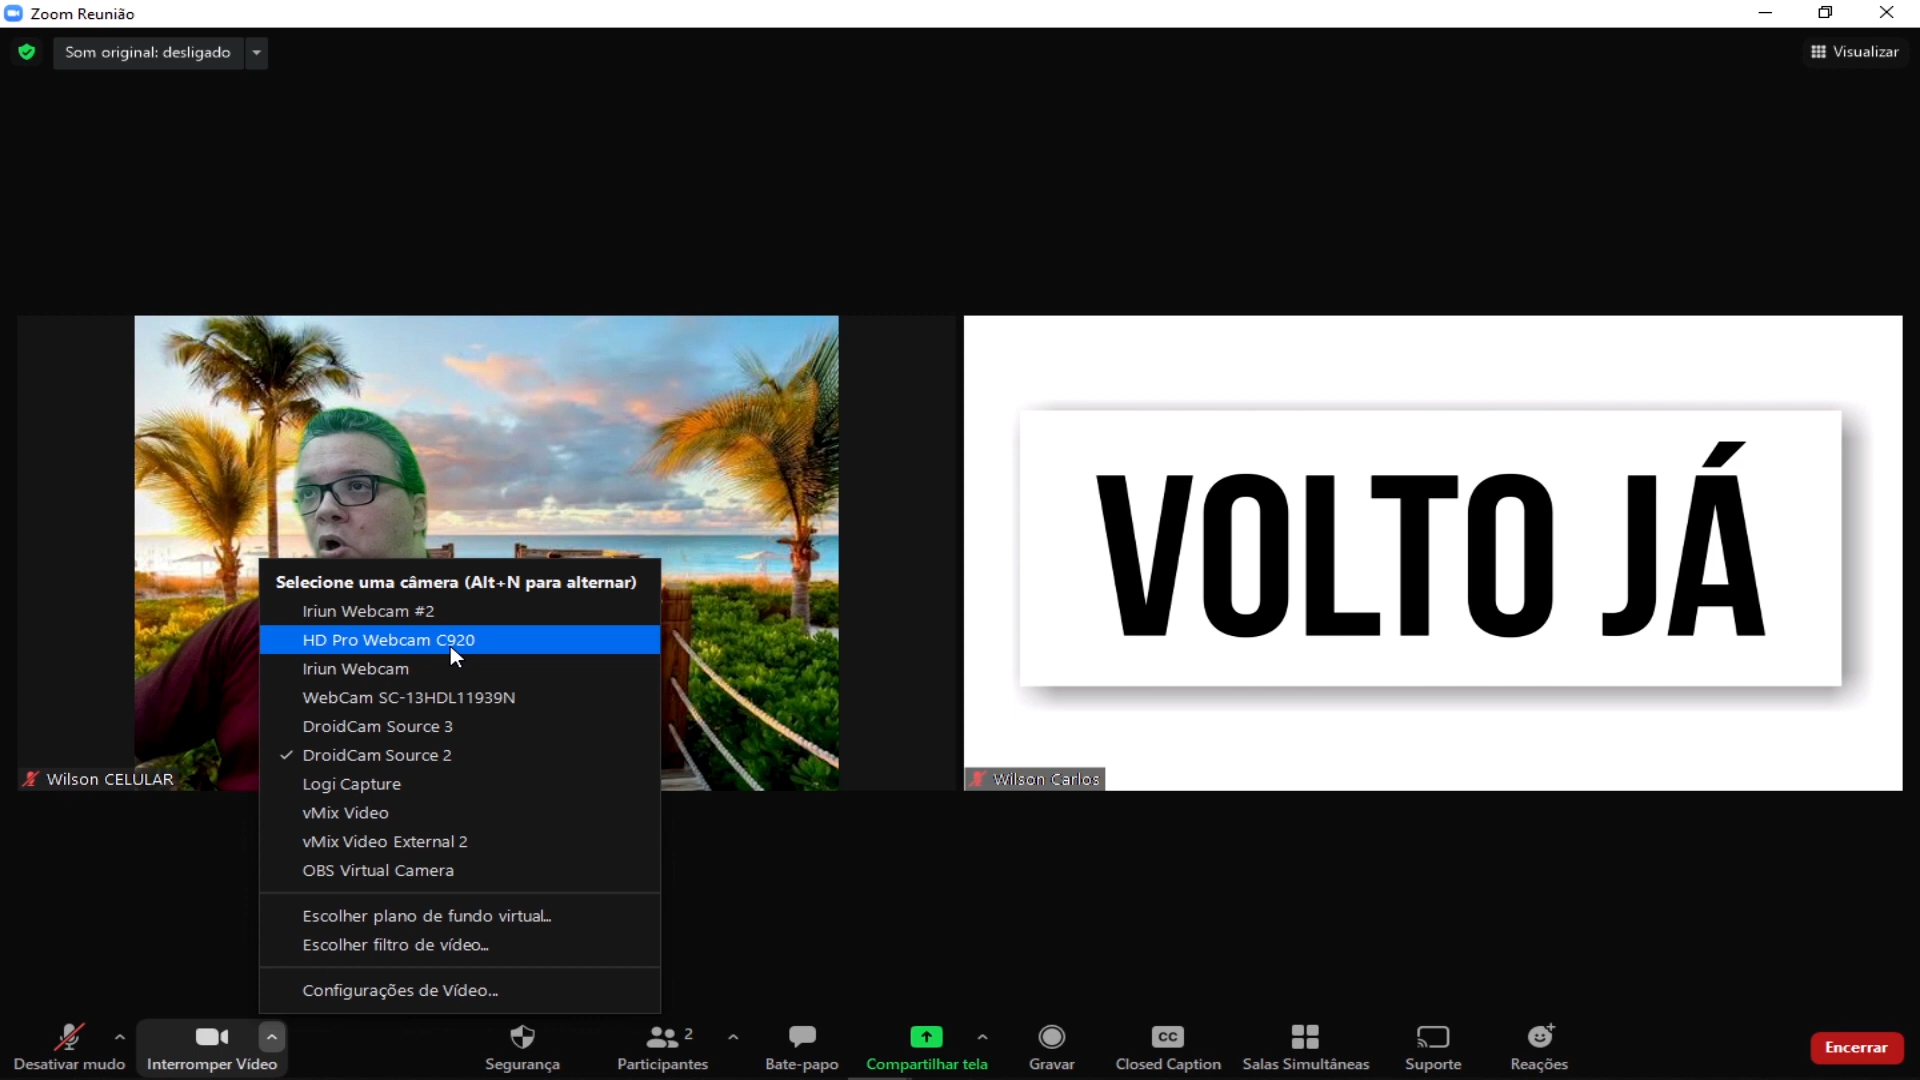 Zoom Reunião
Som original: desligado
Visualizar
VOLTO JÁ
Selecione uma câmera (Alt+N para alternar)
Iriun Webcam #2
HD Pro Webcam C920
Iriun Webcam
WebCam SC-13HDL11939N
DroidCam Source 3
DroidCam Source 2
Logi Capture
vMix Video
vMix Video External 2
OBS Virtual Camera
Escolher plano de fundo virtual...
Escolher filtro de vídeo...
Configurações de Vídeo...
Wilson CELULAR
Wilson Carlos
Desativar mudo
Interromper Vídeo
Segurança
2
Participantes
Bate-papo
Compartilhar tela
Gravar
CC
Closed Caption
Salas Simultâneas
Suporte
Reações
Encerrar